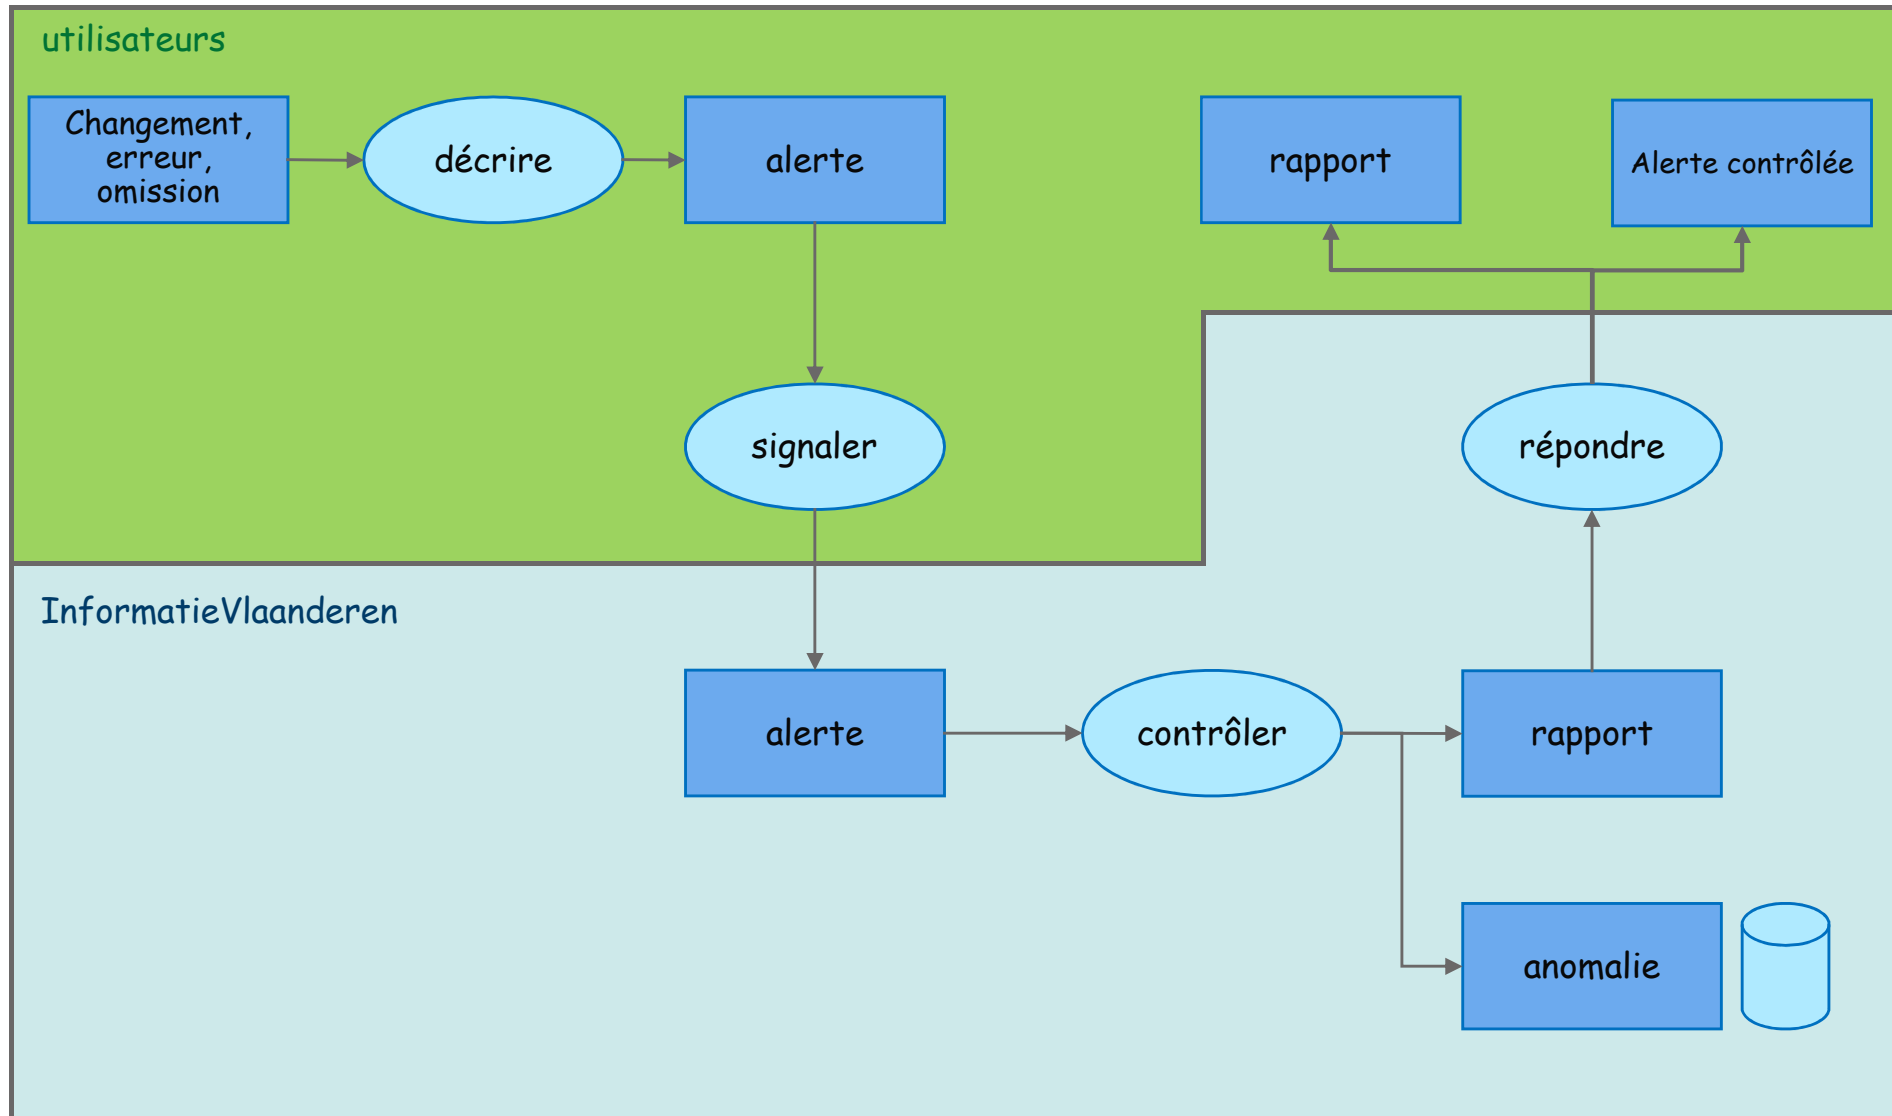 utilisateurs
Changement,
erreur,
omission
décrire
alerte
rapport
Alerte contrôlée
signaler
répondre
InformatieVlaanderen
alerte
contrôler
rapport
anomalie